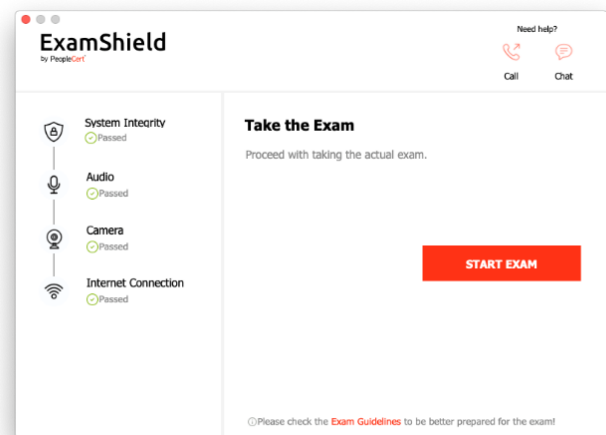 ExamShield
by PeopleCert
Need help?
Call
Chat
System Integrity
Passed
Audio
Passed
Camera
Passed
Internet Connection
Passed
Take the Exam
Proceed with taking the actual exam.
START EXAM
Please check the Exam Guidelines to be better prepared for the exam!